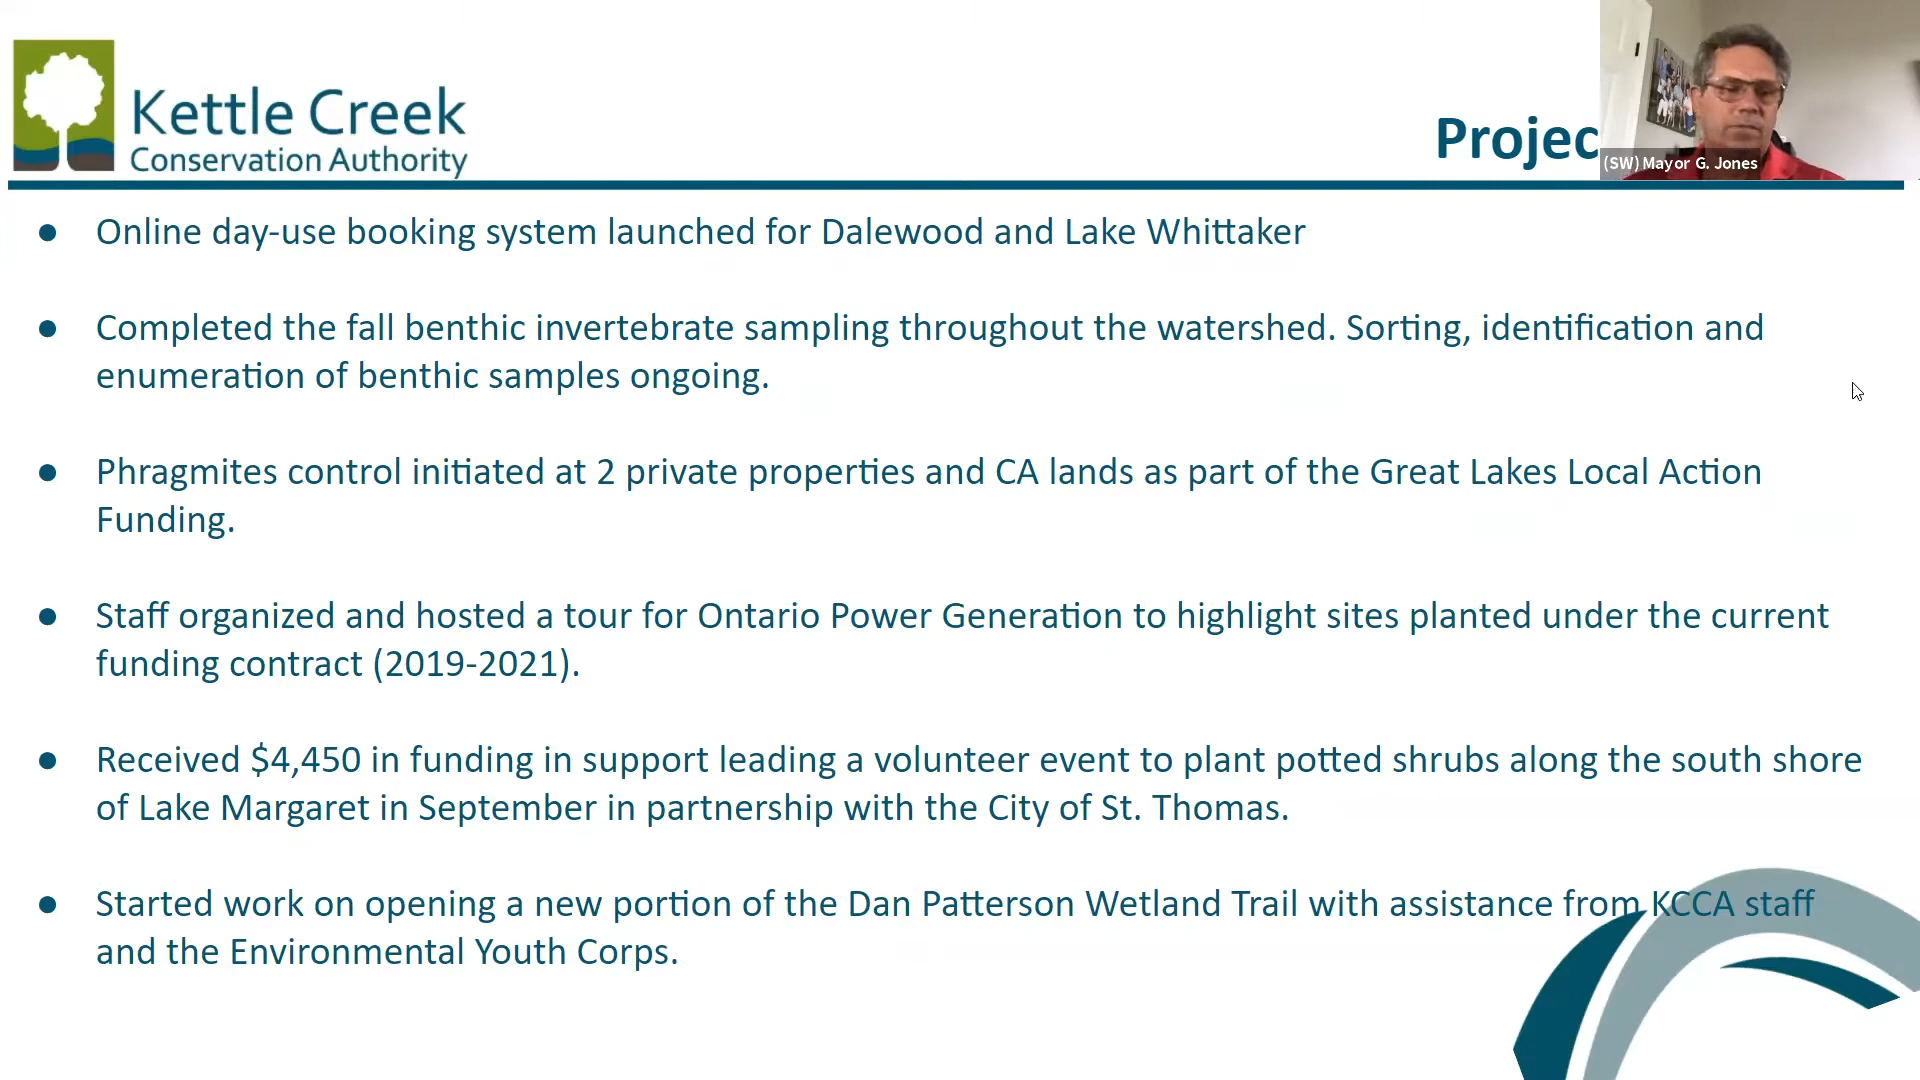 Kettle Creek
Conservation Authority
Projec
(SW) Mayor G. Jones
● Online day-use booking system launched for Dalewood and Lake Whittaker
● Completed the fall benthic invertebrate sampling throughout the watershed. Sorting, identification and
enumeration of benthic samples ongoing.
● Phragmites control initiated at 2 private properties and CA lands as part of the Great Lakes Local Action
Funding.
● Staff organized and hosted a tour for Ontario Power Generation to highlight sites planted under the current
funding contract (2019-2021).
● Received $4,450 in funding in support leading a volunteer event to plant potted shrubs along the south shore
of Lake Margaret in September in partnership with the City of St. Thomas.
● Started work on opening a new portion of the Dan Patterson Wetland Trail with assistance from KCCA staff
and the Environmental Youth Corps.